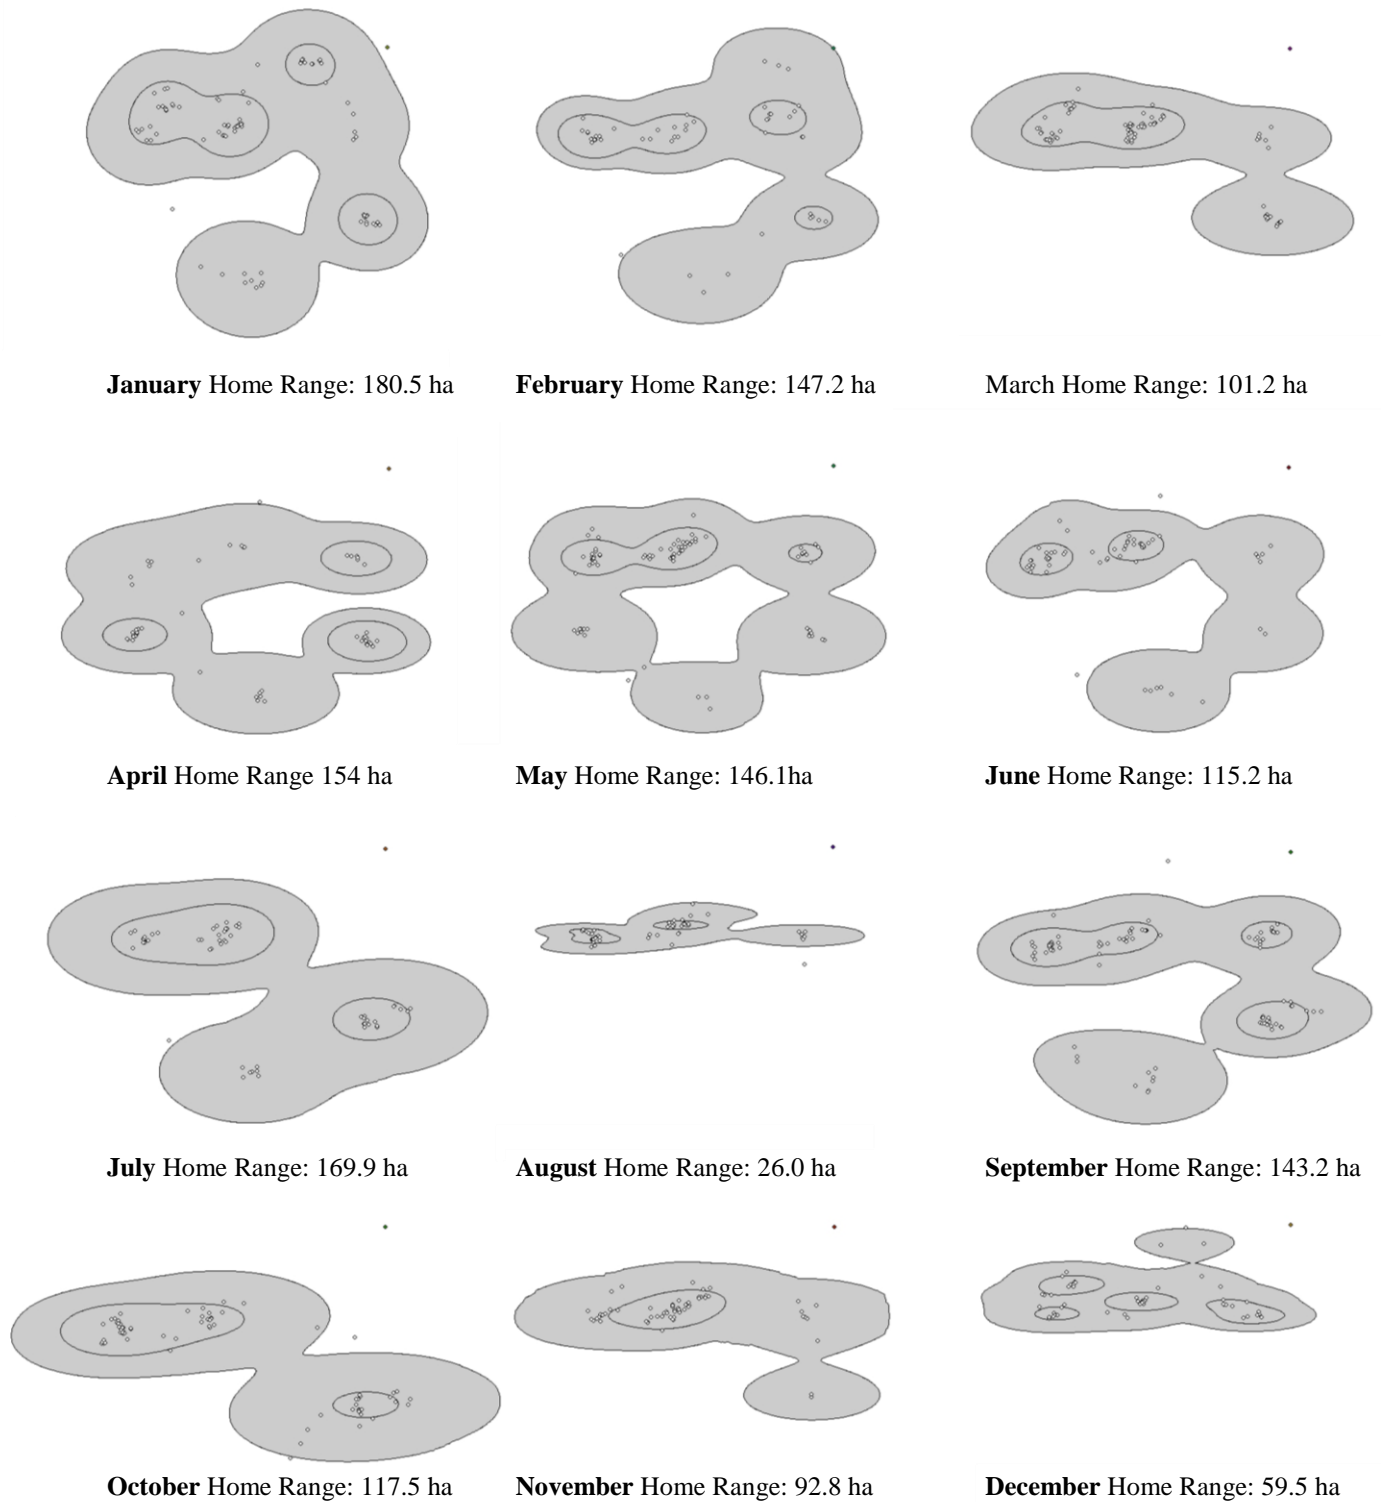 January Home Range: 180.5 ha
February Home Range: 147.2 ha
March Home Range: 101.2 ha
April Home Range 154 ha
May Home Range: 146.1ha
June Home Range: 115.2 ha
July Home Range: 169.9 ha
August Home Range: 26.0 ha
September Home Range: 143.2 ha
October Home Range: 117.5 ha
November Home Range: 92.8 ha
December Home Range: 59.5 ha